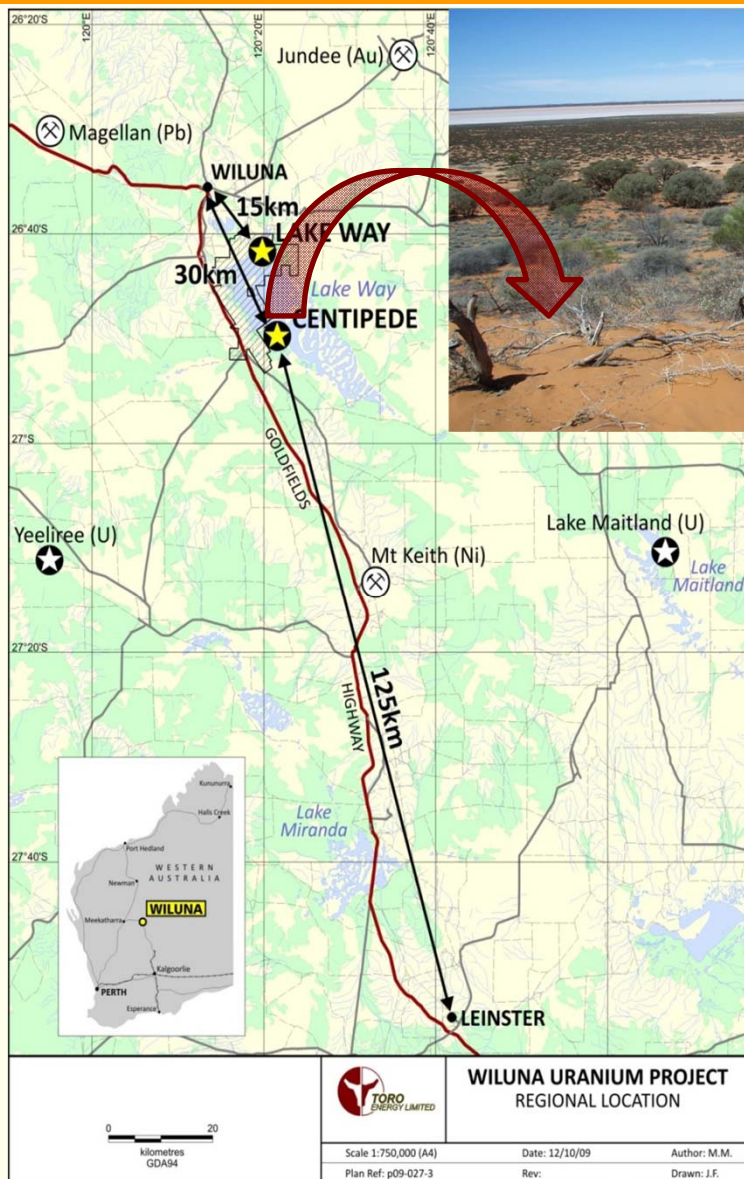 26°20'S
120°E
120°20'E
120°40'E
Jundee (Au)
Magellan (Pb)
WILUNA
15km
26°40'S
LAKE WAY
30km
Lake Way
CENTIPEDE
27°S
GOLDFIELDS
Yeeliree (U)
Lake Maitland (U)
Mt Keith (Ni)
Lake
Maitland
27°20'S
125km
HIGHWAY
Lake
Miranda
27°40'S
Kununurra
Halls Creek
Port Hedland
WESTERN
AUSTRALIA
Newman
WILUNA
Meekatharra
Kalgoorlie
PERTH
Esperance
LEINSTER
TORO
ENERGY LIMITED
WILUNA URANIUM PROJECT
REGIONAL LOCATION
0 20
kilometres
GDA94
Scale 1:750,000 (A4) Date: 12/10/09 Author: M.M.
Plan Ref: p09-027-3 Rev: Drawn: J.F.